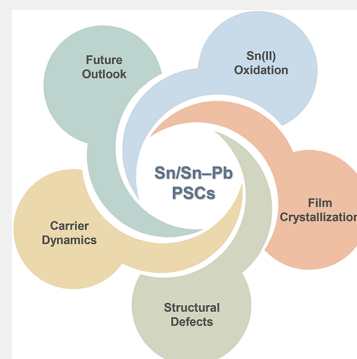 Future
Outlook
Sn(II)
Oxidation
Sn/Sn–Pb
PSCs
Film
Crystallization
Carrier
Dynamics
Structural
Defects